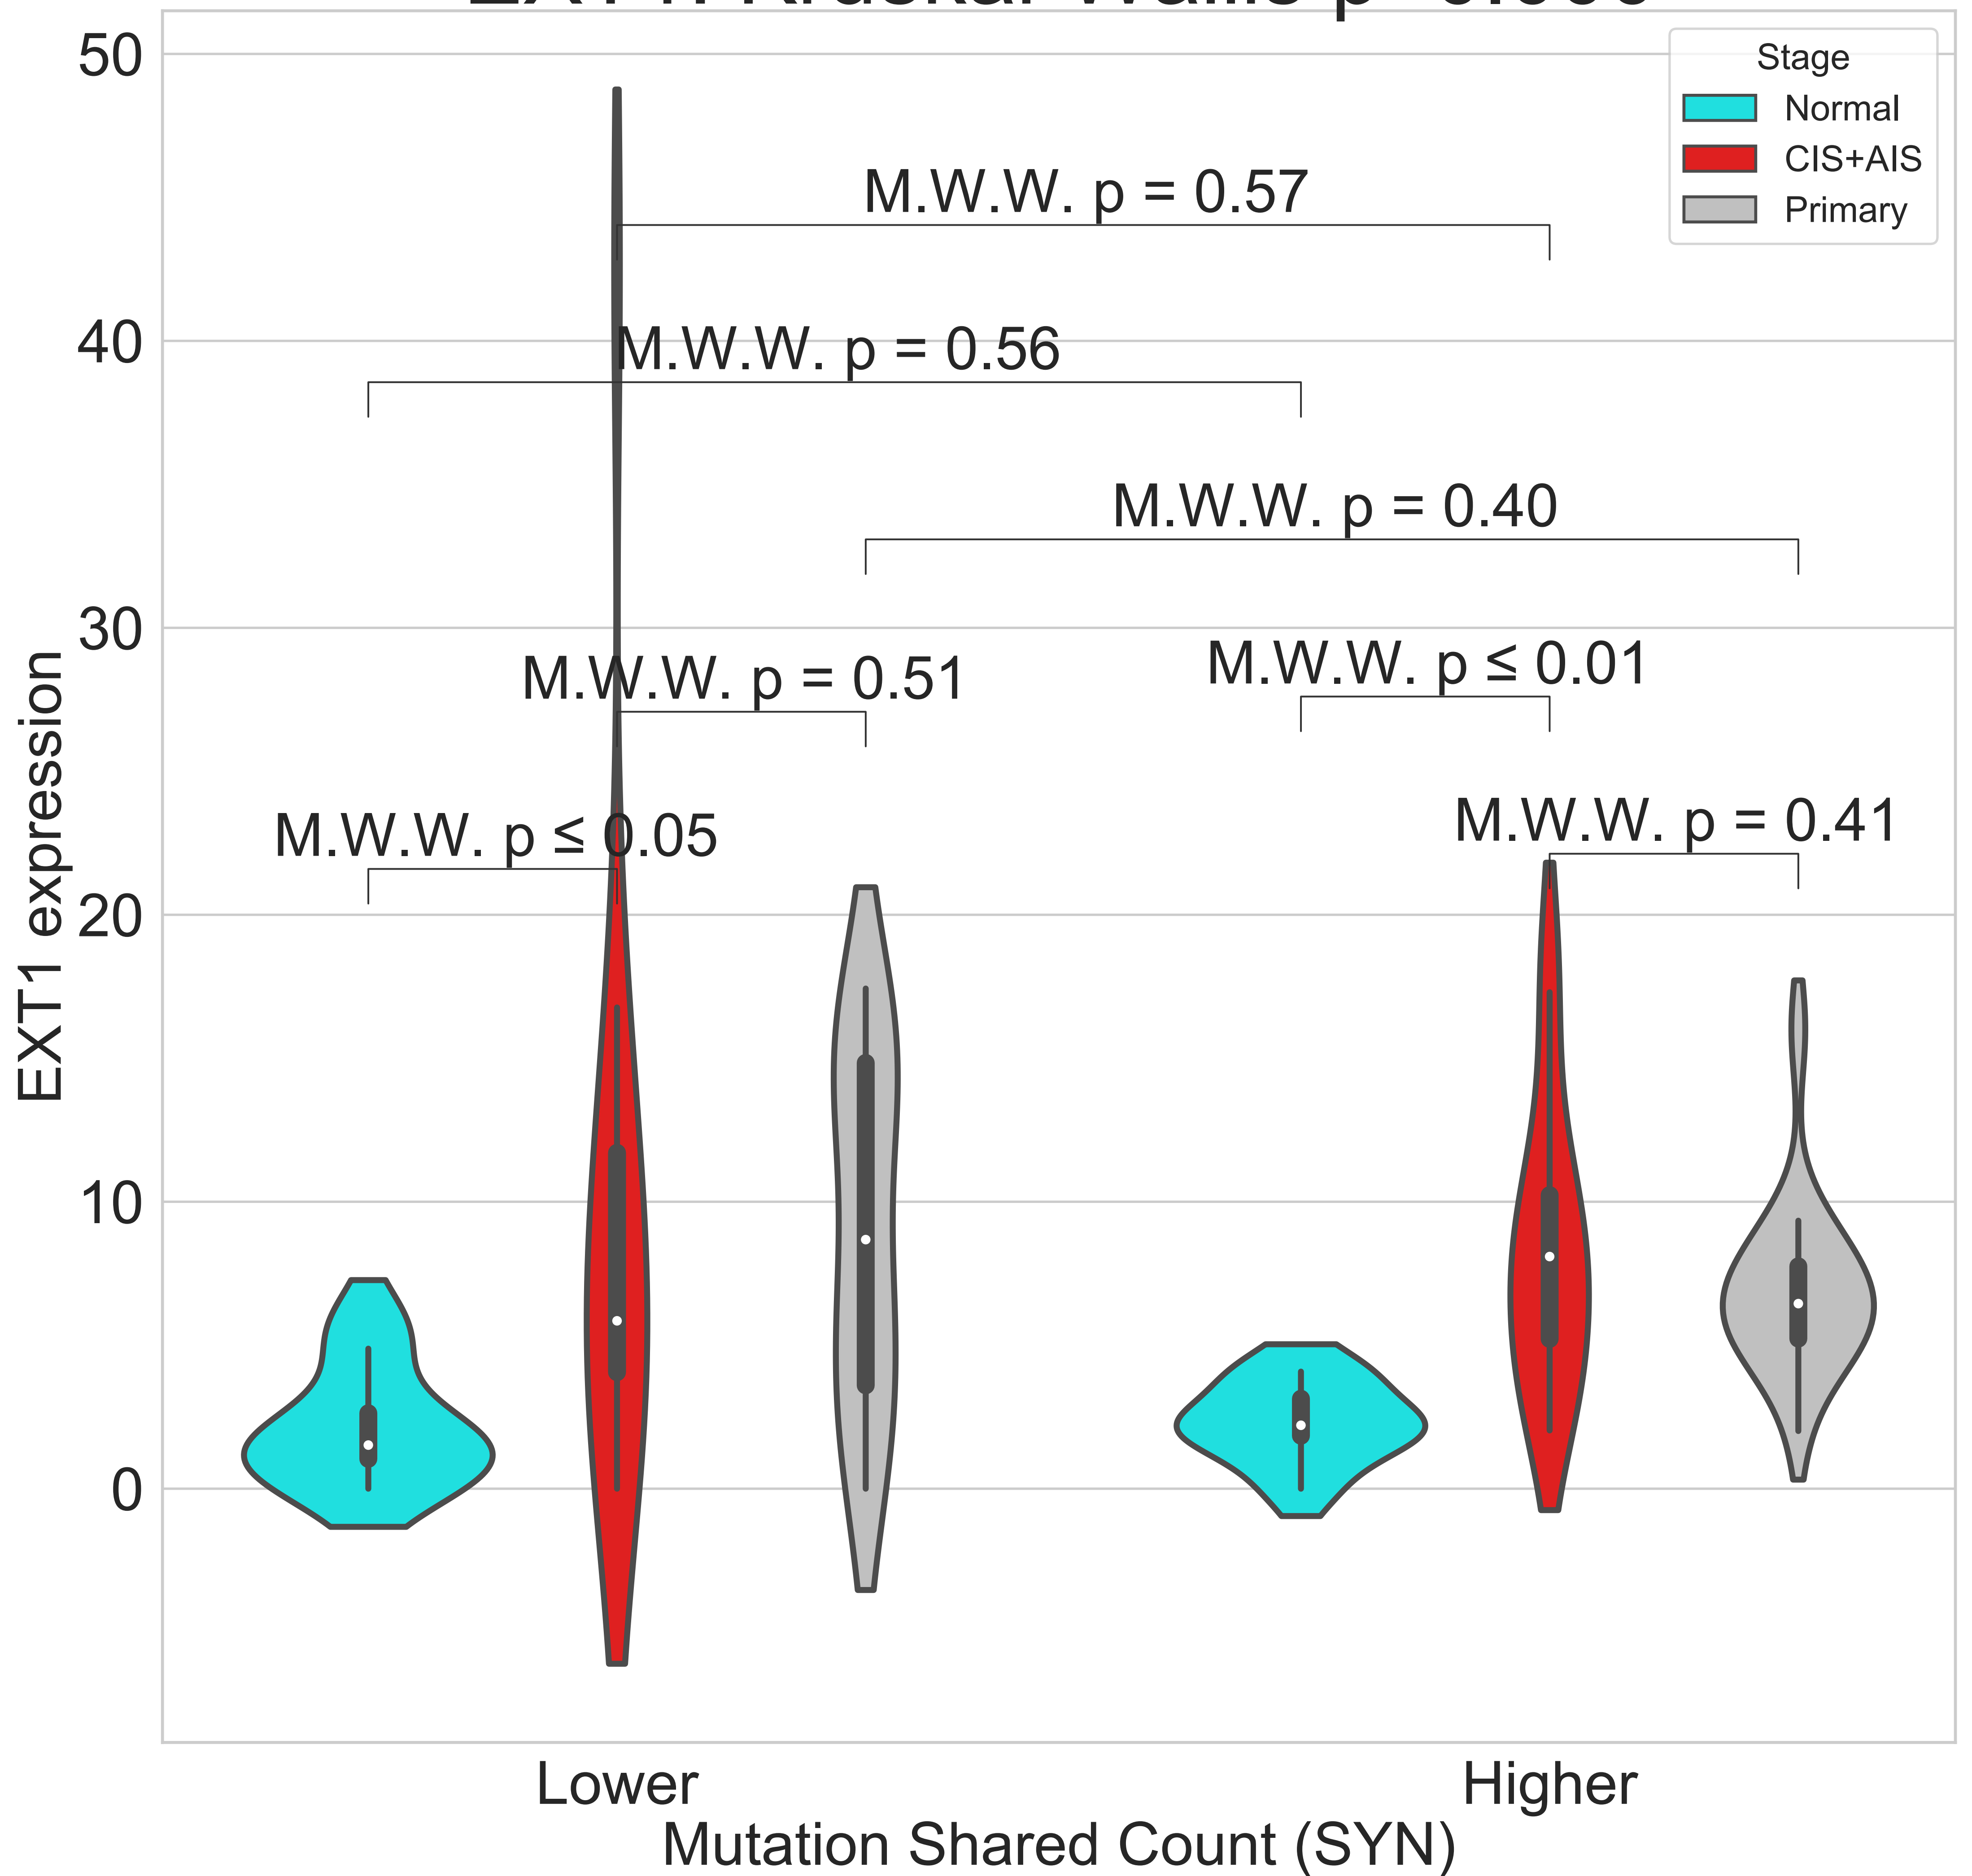 50
Stage
Normal
CIS+AIS
Primary
M.W.W. p = 0.57
40
M.W.W. p = 0.56
M.W.W. p = 0.40
30
M.W.W. p = 0.51
M.W.W. p ≤ 0.01
M.W.W. p ≤ 0.05
M.W.W. p = 0.41
EXT1 expression
20
10
0
Lower
Higher
Mutation Shared Count (SYN)